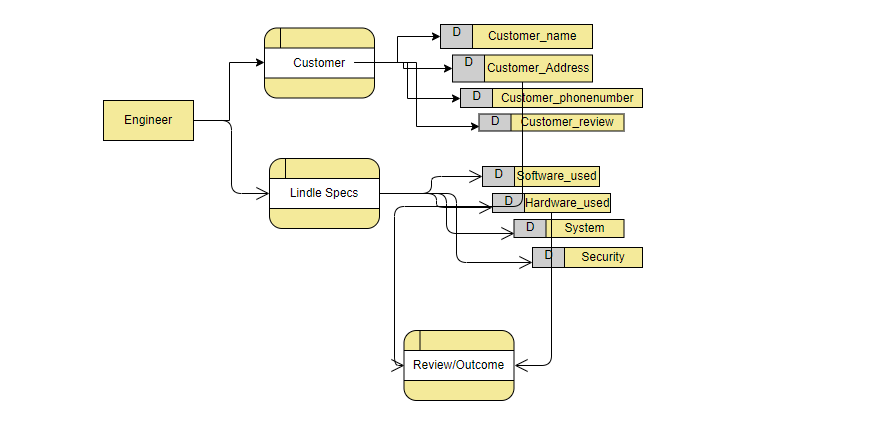 D Customer_name
Customer
D Customer_Address
D Customer_phonenumber
Engineer
D Customer_review
D Software_used
Lindle Specs
D Hardware_used
D System
D Security
Review/Outcome